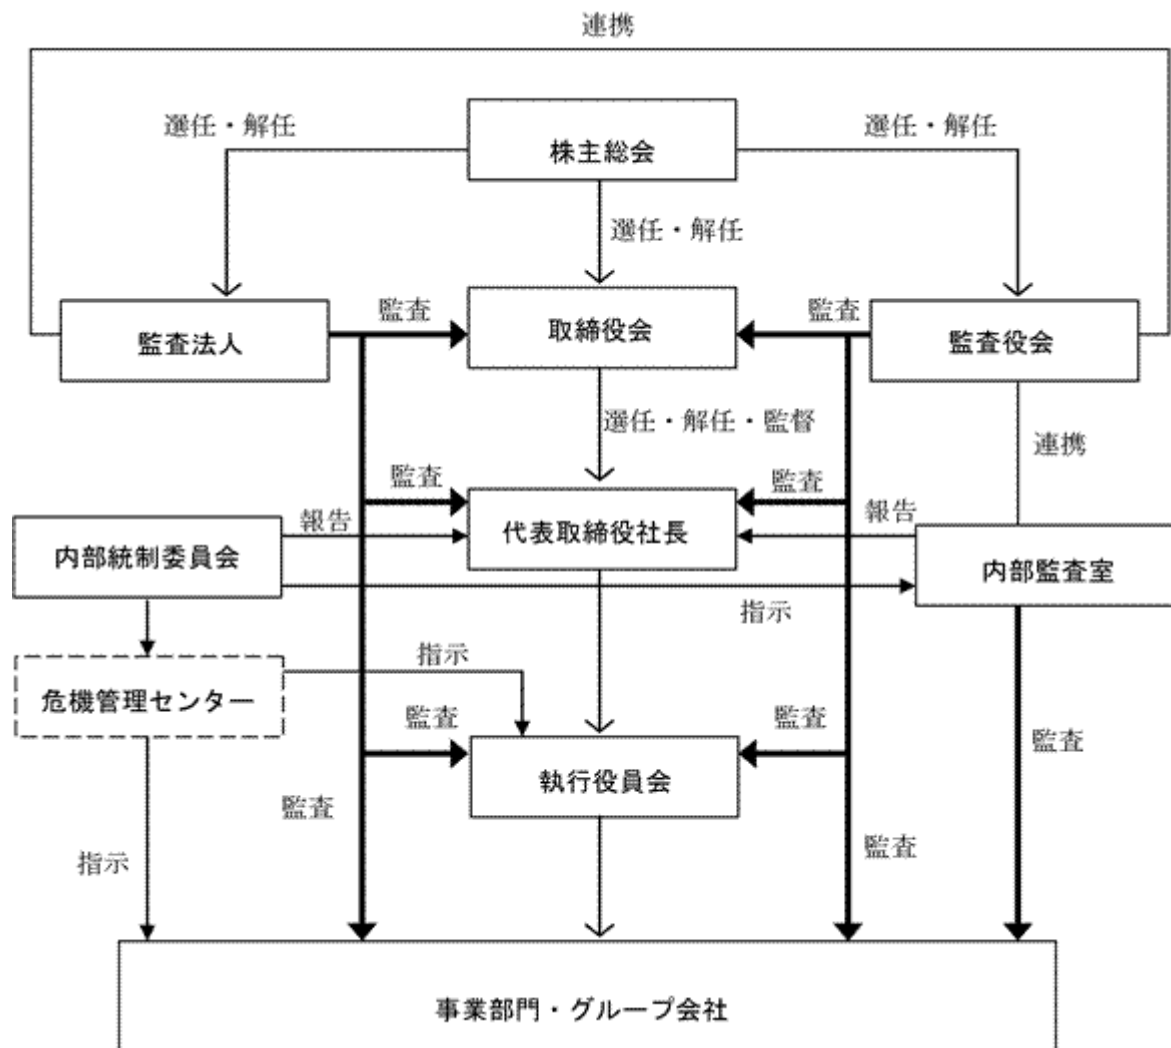 連携
選任・解任
株主総会
選任・解任
選任・解任
監査法人
監査
取締役会
監査
監査役会
選任・解任・監督
連携
監査
監査
内部統制委員会
報告
代表取締役社長
報告
内部監査室
指示
危機管理センター
指示
監査
監査
執行役員会
監査
監査
監査
指示
事業部門・グループ会社